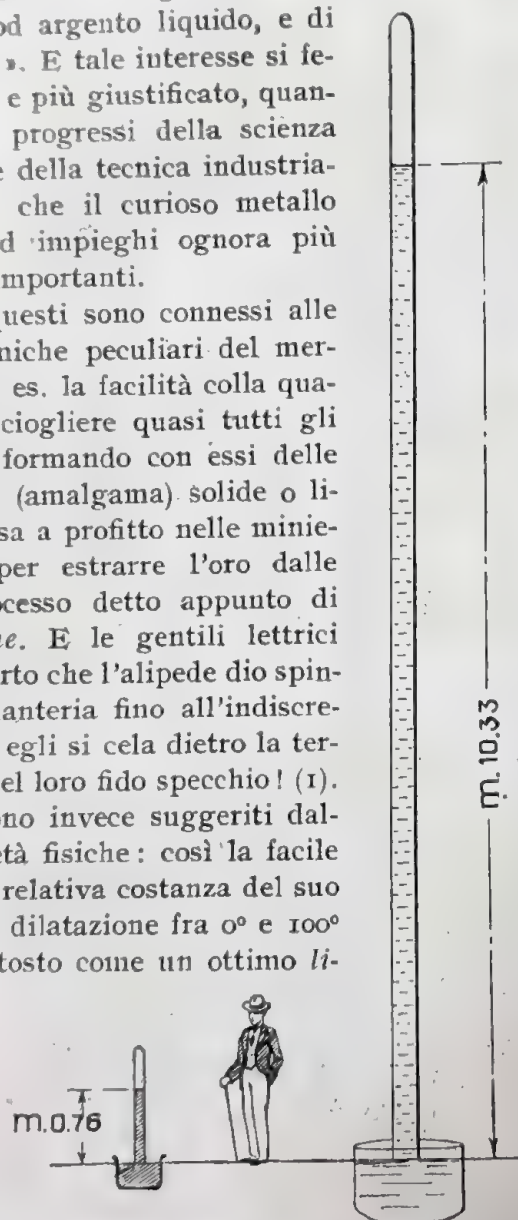 od argento liquido, e di
». E tale interesse si fe-
e più giustificato, quan-
progressi della scienza
e della tecnica industria-
che il curioso metallo
d impieghi ognora più
mportanti.
uesti sono connessi alle
niche peculiari del mer-
es. la facilità colla qua-
ciogliere quasi tutti gli
formando con essi delle
(amalgama) solide o li-
sa a profitto nelle minie-
per estrarre l'oro dalle
ocesso detto appunto di
e. E le gentili lettrici
rto che l'alipede dio spin-
anteria fino all'indiscre-
egli si cela dietro la ter-
el loro fido specchio! (1).
no invece suggeriti dal-
età fisiche: così la facile
relativa costanza del suo
dilatazione fra 0° e 100°
tosto come un ottimo li-
m. 10.33
m.0.76